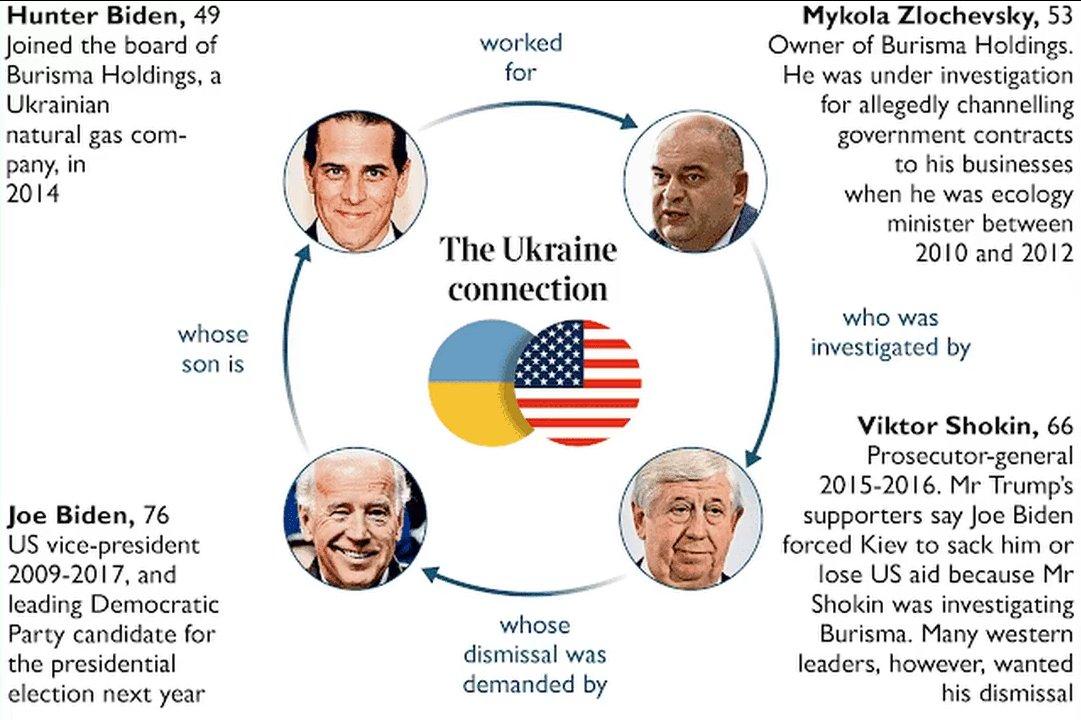 Hunter Biden, 49
Joined the board of
Burisma Holdings, a
Ukrainian
natural gas com-
pany, in
2014
worked
for
Mykola Zlochevsky, 53
Owner of Burisma Holdings.
He was under investigation
for allegedly channelling
government contracts
to his businesses
when he was ecology
minister between
2010 and 2012
The Ukraine
connection
whose
son is
who was
investigated by
Joe Biden, 76
US vice-president
2009-2017, and
leading Democratic
Party candidate for
the presidential
election next year
whose
dismissal was
demanded by
Viktor Shokin, 66
Prosecutor-general
2015-2016. Mr Trump's
supporters say Joe Biden
forced Kiev to sack him or
lose US aid because Mr
Shokin was investigating
Burisma. Many western
leaders, however, wanted
his dismissal